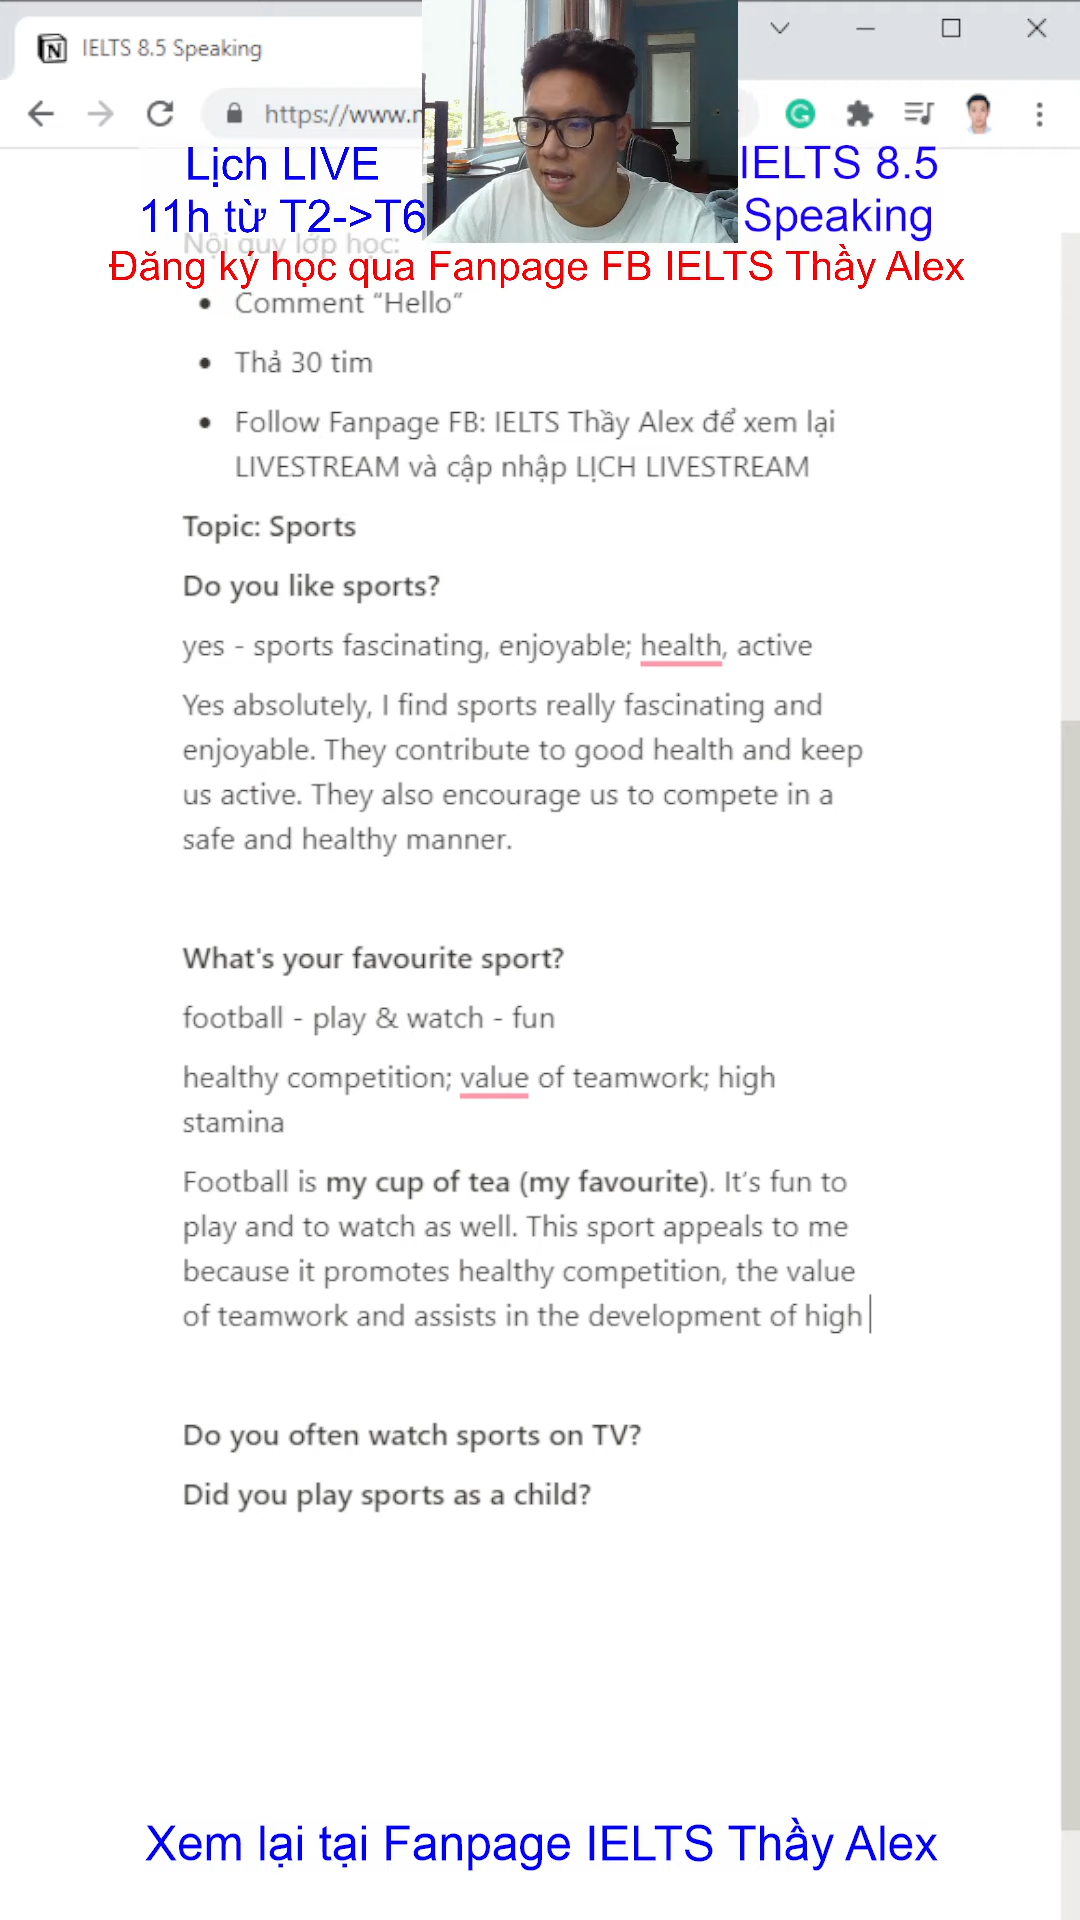 IELTS 8.5 Speaking
https://www.n
Lịch LIVE
11h từ T2->T6
IELTS 8.5
Speaking
Nội quy lớp học:
Đăng ký học qua Fanpage FB IELTS Thầy Alex
• Comment “Hello”
• Thả 30 tim
• Follow Fanpage FB: IELTS Thầy Alex để xem lại
LIVESTREAM và cập nhập LỊCH LIVESTREAM
Topic: Sports
Do you like sports?
yes - sports fascinating, enjoyable; health, active
Yes absolutely, I find sports really fascinating and
enjoyable. They contribute to good health and keep
us active. They also encourage us to compete in a
safe and healthy manner.
What's your favourite sport?
football - play & watch - fun
healthy competition; value of teamwork; high
stamina
Football is my cup of tea (my favourite). It’s fun to
play and to watch as well. This sport appeals to me
because it promotes healthy competition, the value
of teamwork and assists in the development of high
Do you often watch sports on TV?
Did you play sports as a child?
Xem lại tại Fanpage IELTS Thầy Alex